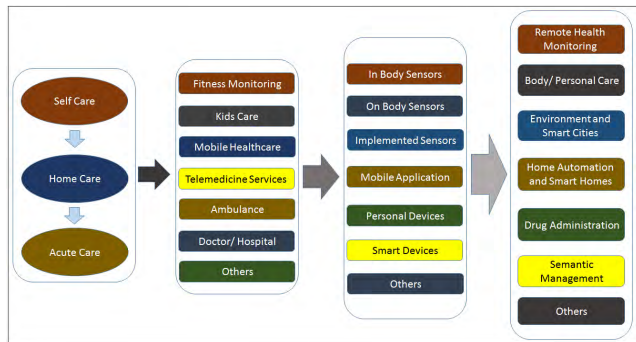 Self Care
Home Care
Acute Care
Fitness Monitoring
Kids Care
Mobile Healthcare
Telemedicine Services
Ambulance
Doctor/ Hospital
Others
In Body Sensors
On Body Sensors
Implemented Sensors
Mobile Application
Personal Devices
Smart Devices
Others
Remote Health
Monitoring
Body/ Personal Care
Environment and
Smart Cities
Home Automation
and Smart Homes
Drug Administration
Semantic
Management
Others